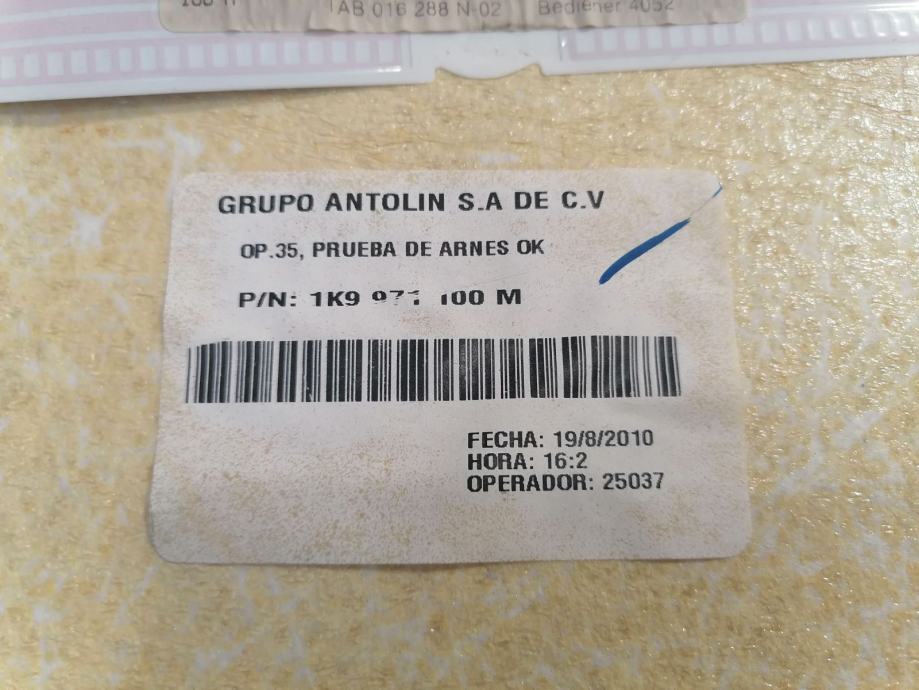 TAB 016 288 N-02 Bediener 4052
GRUPO ANTOLIN S.A DE C.V
OP.35, PRUEBA DE ARNES OK
P/N: 1K9 971 100 M
FECHA: 19/8/2010
HORA: 16:2
OPERADOR: 25037